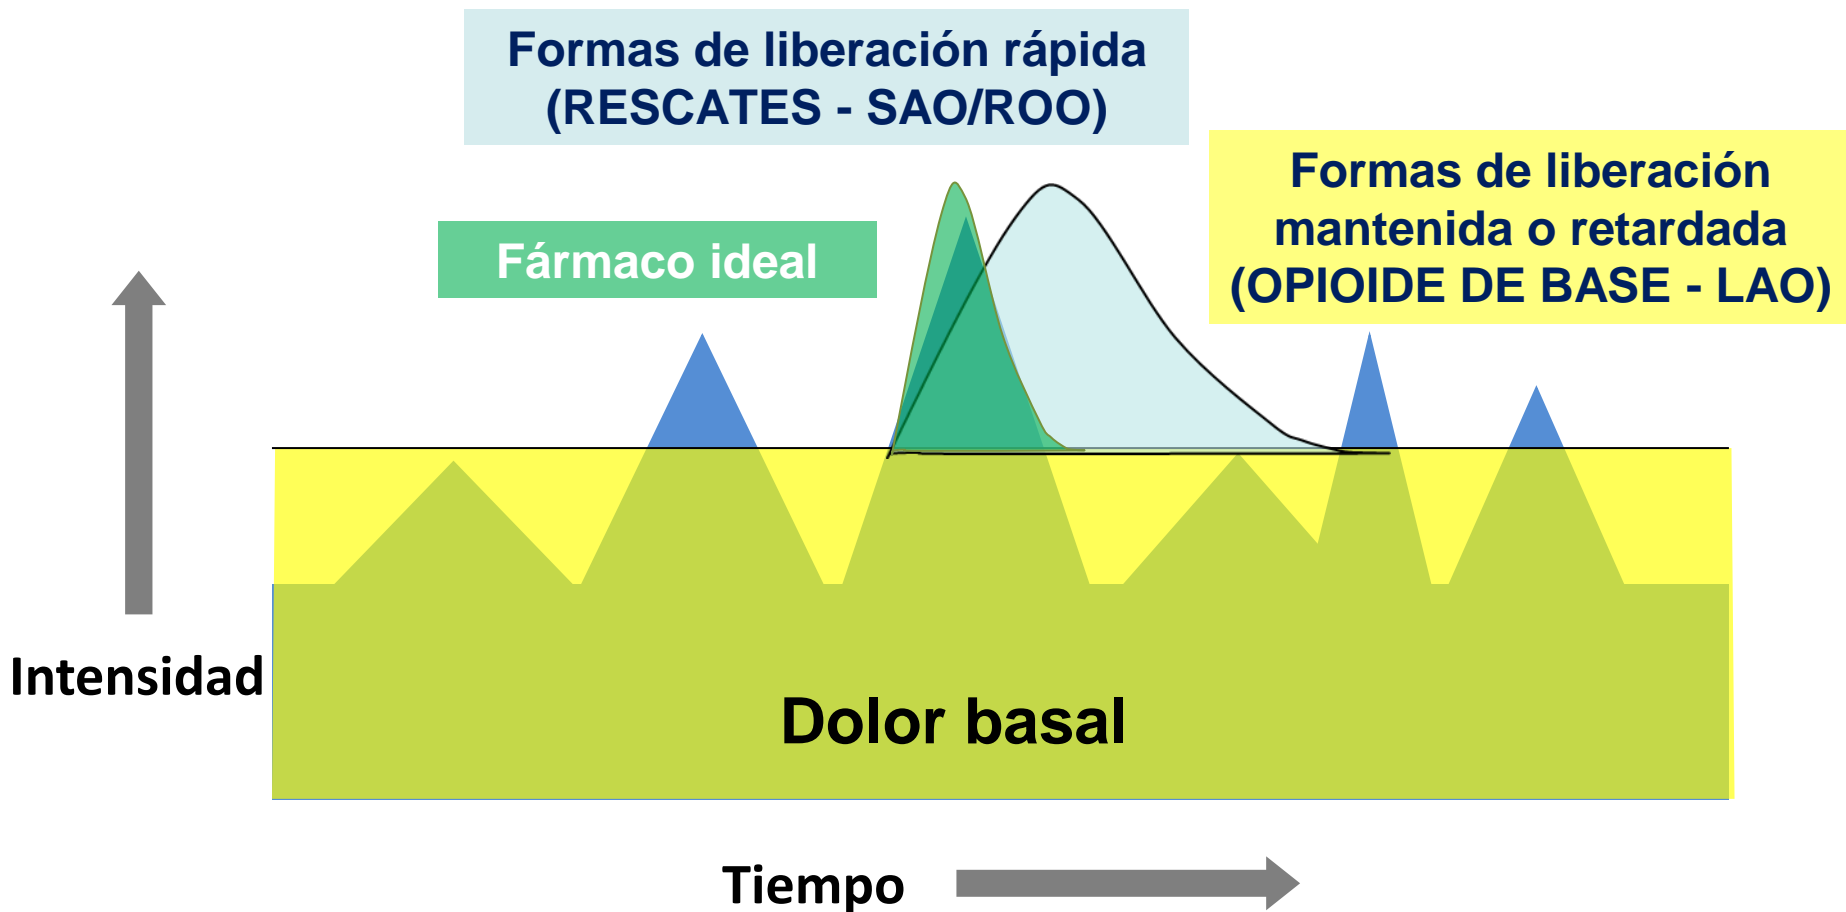 Formas de liberación rápida
(RESCATES - SAO/ROO)
Formas de liberación
mantenida o retardada
(OPIOIDE DE BASE - LAO)
Fármaco ideal
Intensidad
Dolor basal
Tiempo